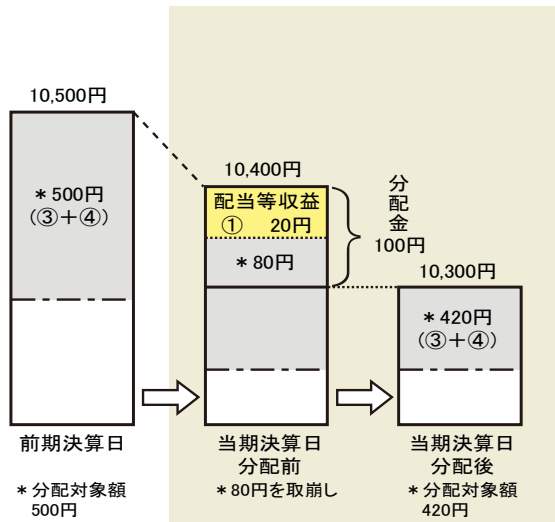 10,500円
＊500円
（③＋④）
前期決算日
＊分配対象額
500円
10,400円
配当等収益
① 20円
＊80円
分配金
100円
当期決算日
分配前
＊80円を取崩し
10,300円
＊420円
（③＋④）
当期決算日
分配後
＊分配対象額
420円